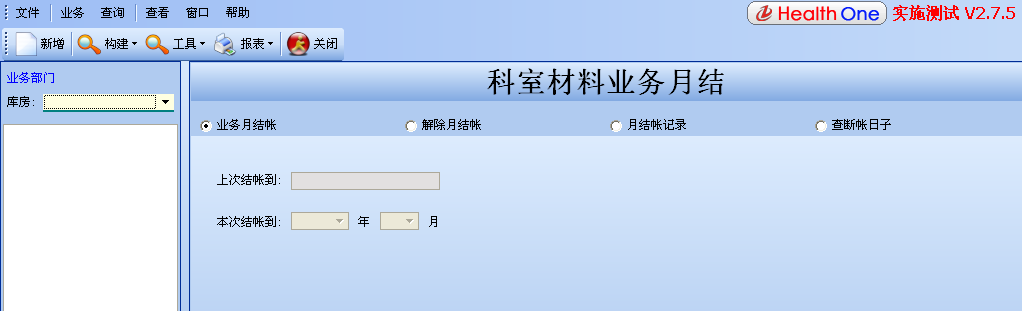 文件 业务 查询 查看 窗口 帮助
Health One 实施测试 V2.7.5
新增 构建 工具 报表 关闭
业务部门
库房:
科室材料业务月结
业务月结帐 解除月结帐 月结帐记录 查断帐日子
上次结帐到:
本次结帐到: 年 月